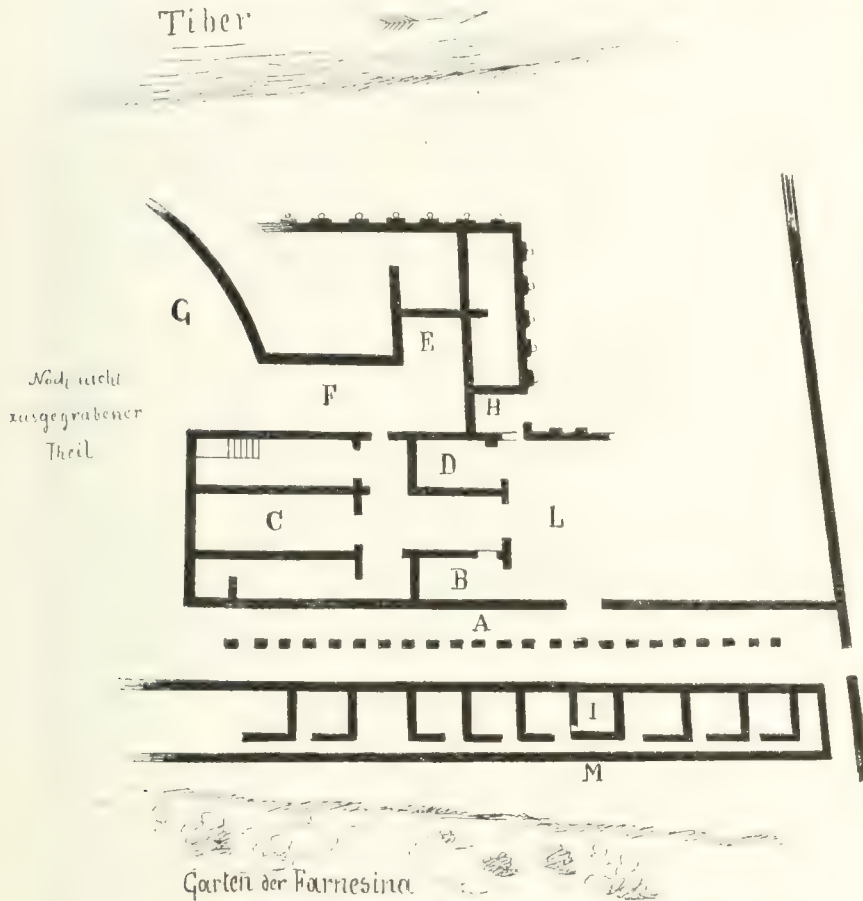 Tiber
G
E
F
H
Noch nicht
ausgegrabener
Theil
D
C
L
B
A
I
M
Garten der Farnesina